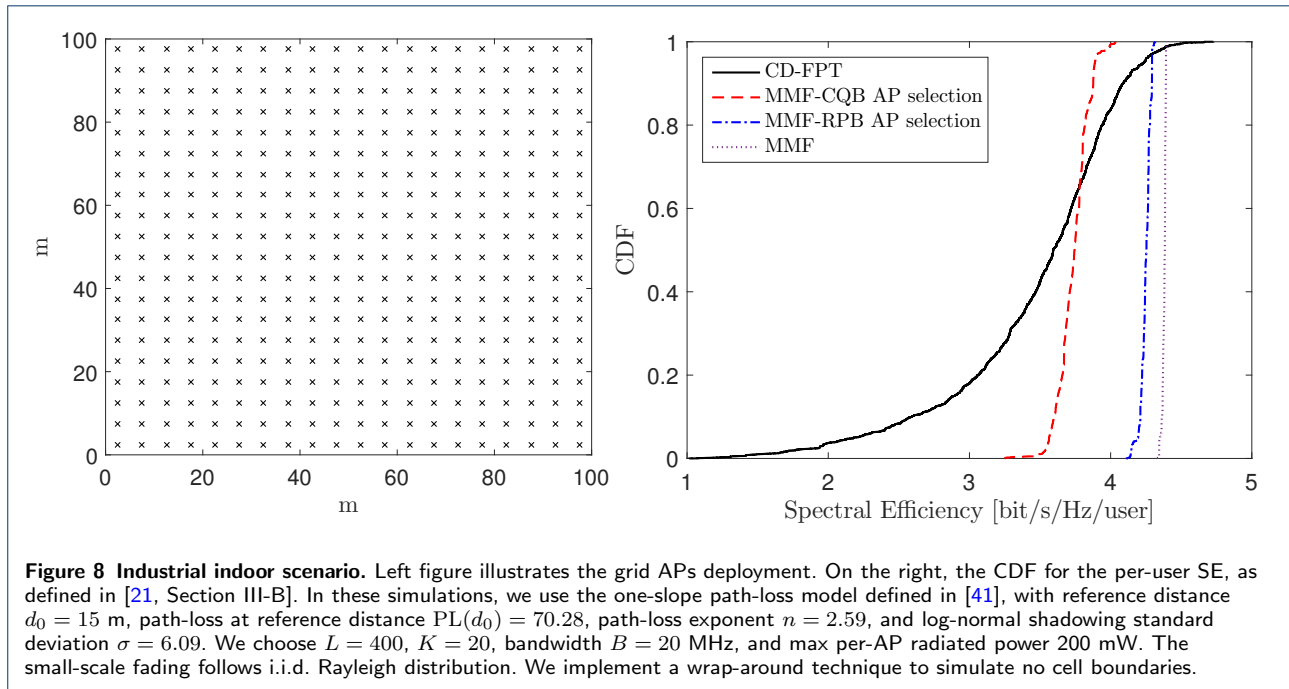 100
80
60
40
20
0
m
0
20
40
60
80
100
m
1
0.8
0.6
0.4
0.2
0
CDF
CD-FPT
MMF-CQB AP selection
MMF-RPB AP selection
MMF
1
2
3
4
5
Spectral Efficiency [bit/s/Hz/user]
Figure 8 Industrial indoor scenario. Left figure illustrates the grid APs deployment. On the right, the CDF for the per-user SE, as
defined in [21, Section III-B]. In these simulations, we use the one-slope path-loss model defined in [41], with reference distance
d₀ = 15 m, path-loss at reference distance PL(d₀) = 70.28, path-loss exponent n = 2.59, and log-normal shadowing standard
deviation σ = 6.09. We choose L = 400, K = 20, bandwidth B = 20 MHz, and max per-AP radiated power 200 mW. The
small-scale fading follows i.i.d. Rayleigh distribution. We implement a wrap-around technique to simulate no cell boundaries.